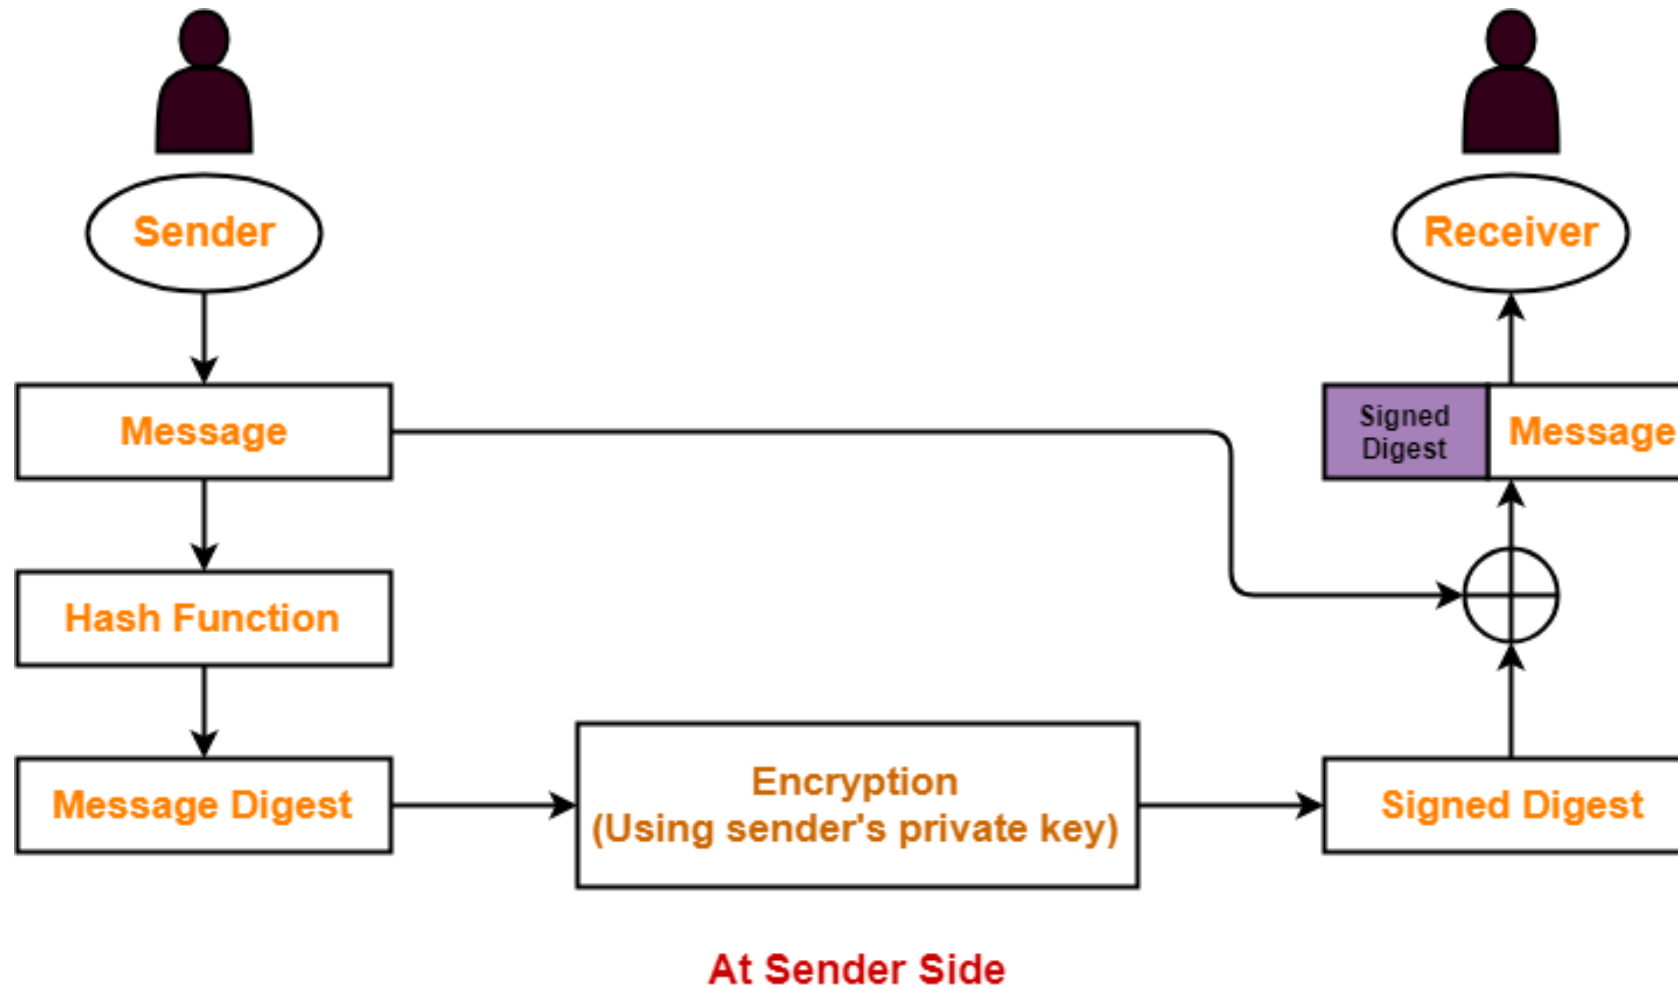 Sender
Receiver
Message
Signed
Digest
Message
Hash Function
Message Digest
Encryption
(Using sender's private key)
Signed Digest
At Sender Side